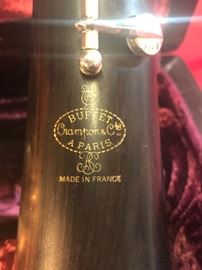 BUFFET
Crampon & Cie
A PARIS
MADE IN FRANCE